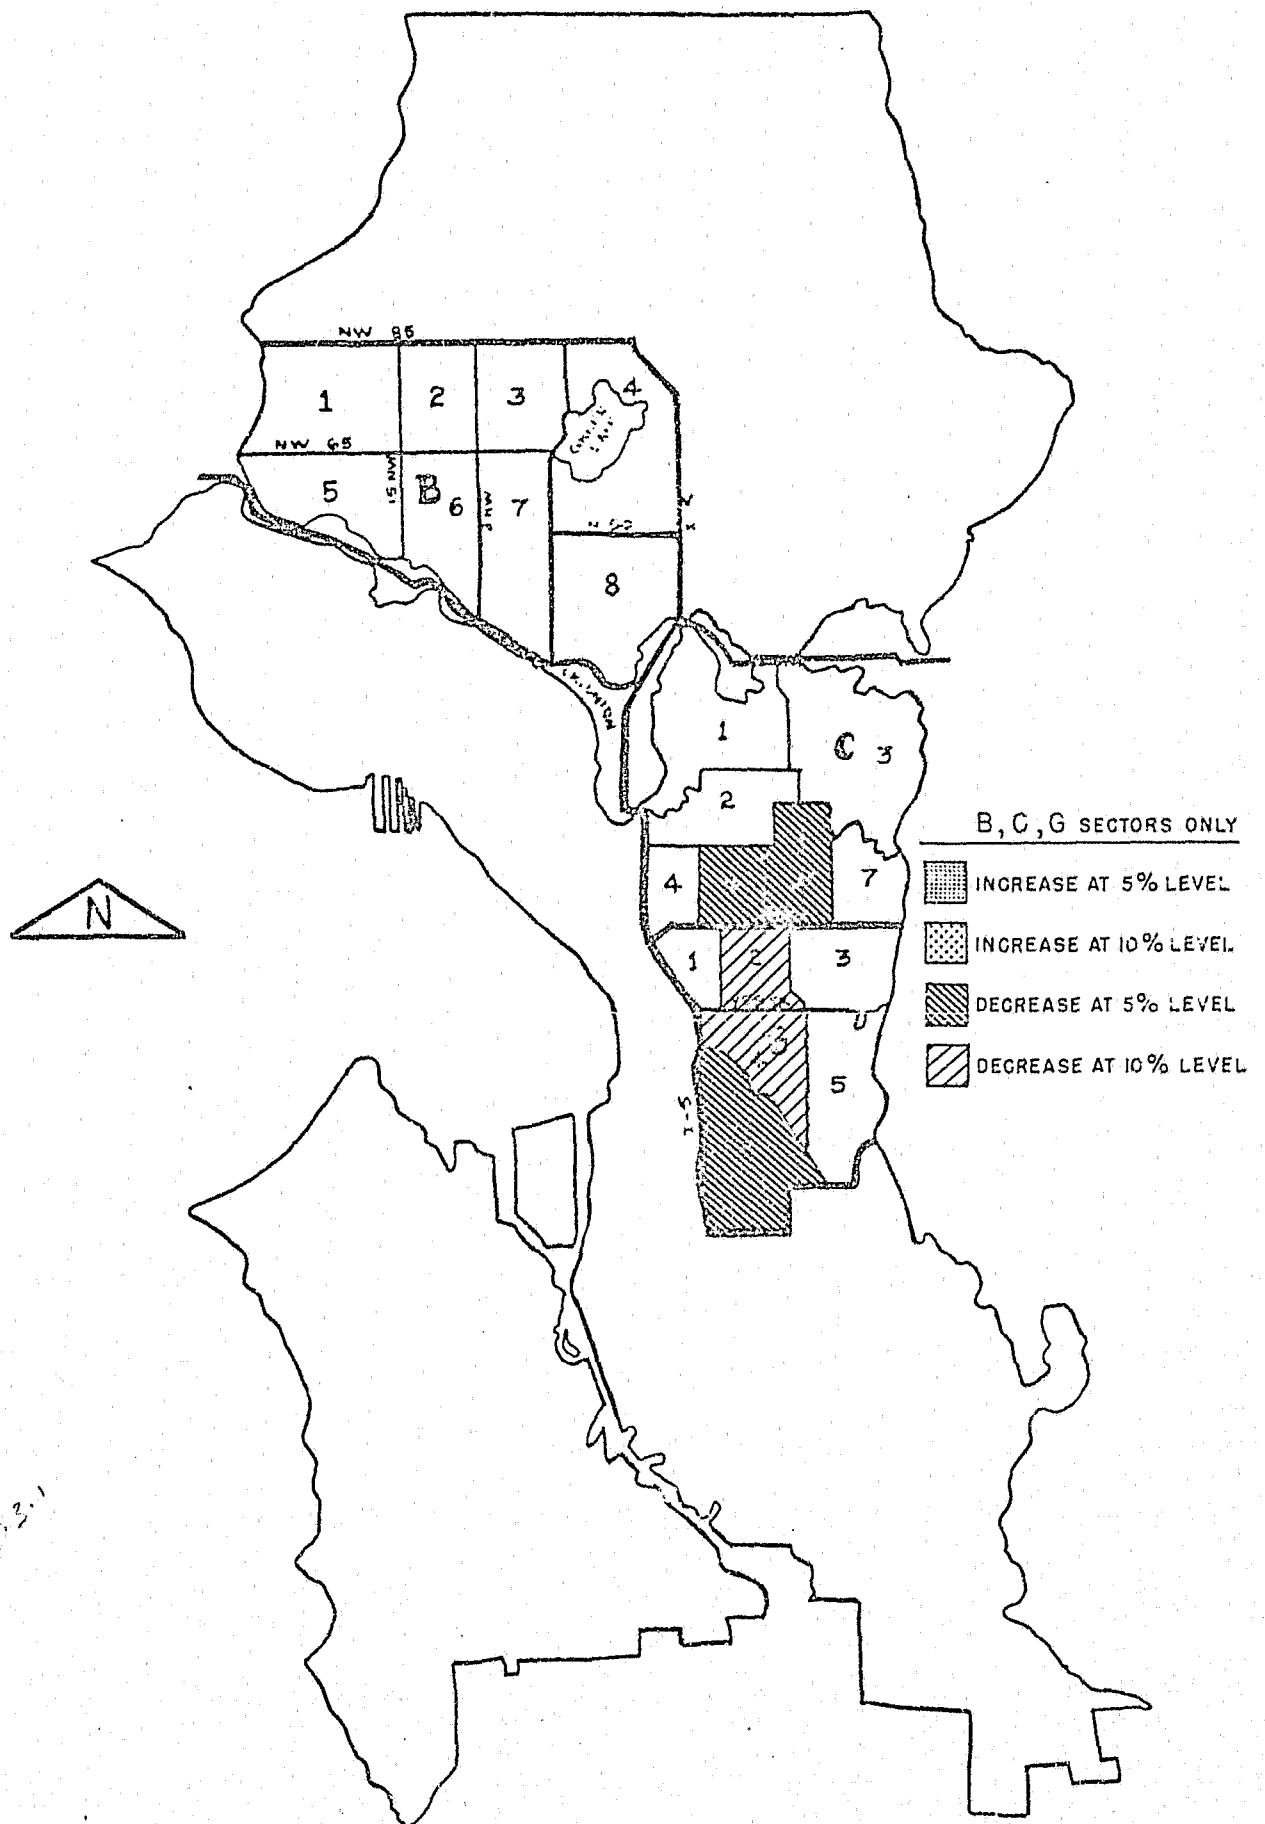 NW 85
1
2
3
4
NW 65
5
15 NW
B
6
7
8
1
C
3
2
4
7
1
2
3
5
I-5
N
B, C, G SECTORS ONLY
INCREASE AT 5% LEVEL
INCREASE AT 10% LEVEL
DECREASE AT 5% LEVEL
DECREASE AT 10% LEVEL